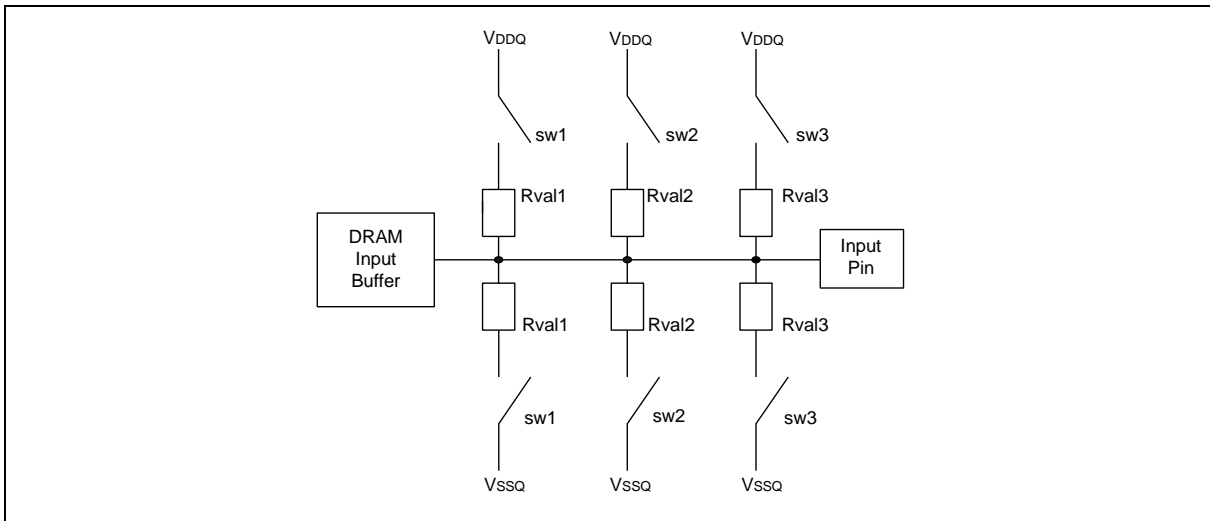 VDDQ VDDQ VDDQ
sw1 sw2 sw3
Rval1 Rval2 Rval3
DRAM
Input
Buffer
Input
Pin
Rval1 Rval2 Rval3
sw1 sw2 sw3
VSSQ VSSQ VSSQ